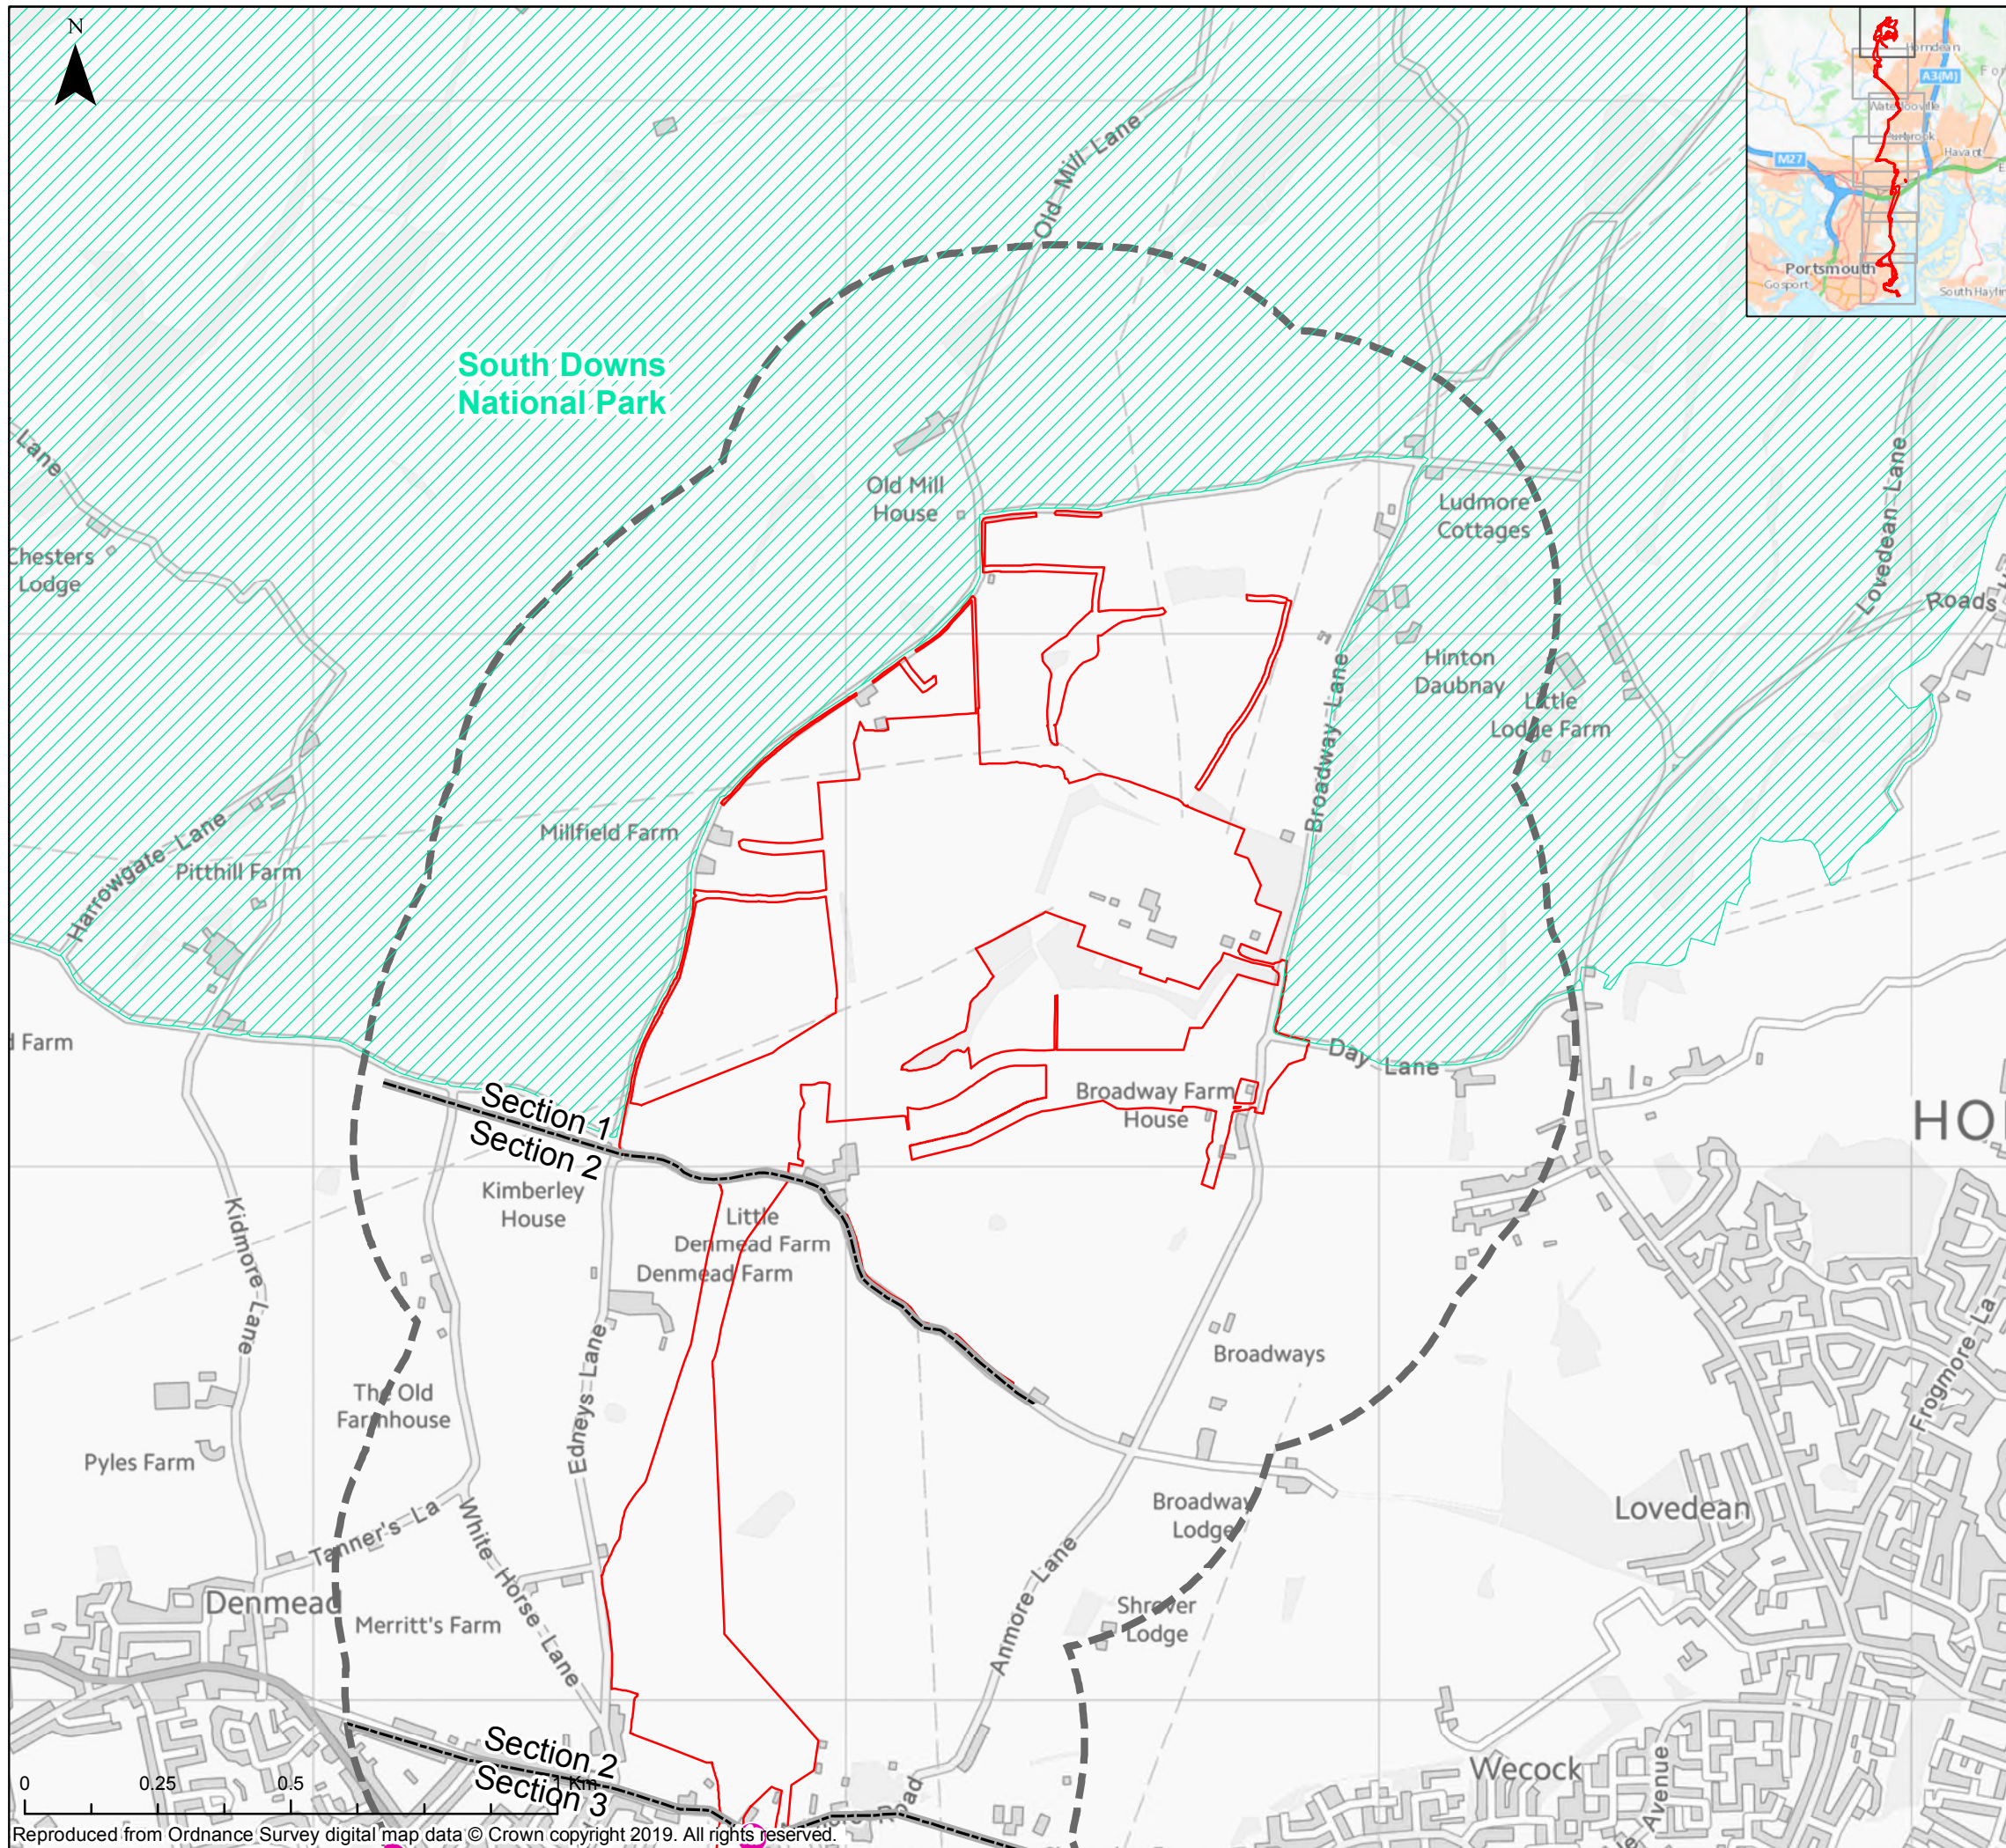 N
Horndean
A3(M)
Waterlooville
Purbrook
Havant
M27
Portsmouth
Gosport
Old Mill Lane
South Downs
National Park
Lane
Old Mill
House
Ludmore
Cottages
Lovedean Lane
Chesters
Lodge
Roads
Hinton
Daubnay
Little
Lodge Farm
Broadway Lane
Millfield Farm
Harrowgate Lane
Pitthill Farm
d Farm
Day Lane
Section 1
Section 2
Broadway Farm
House
HO
Kimberley
House
Little
Denmead Farm
Denmead Farm
Kidmore Lane
Edneys Lane
Broadways
The Old
Farmhouse
Frogmore La
Pyles Farm
Broadway
Lodge
Lovedean
Tanner's La
White Horse Lane
Anmore Lane
Denmead
Merritt's Farm
Shrover
Lodge
Section 2
Section 3
Wecock
Avenue
Road
0
0.25
0.5
1 Km
Reproduced from Ordnance Survey digital map data © Crown copyright 2019. All rights reserved.